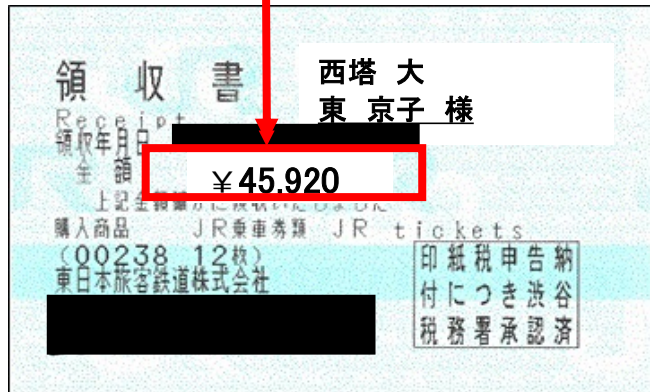 領 収 書
Receipt
西塔 大
東 京子 様
領収年月日
金 額 ￥45,920
上記金額確かに領収いたしました
購入商品 JR乗車券類 JR tickets
(00238 12枚)
東日本旅客鉄道株式会社
印紙税申告納
付につき渋谷
税務署承認済